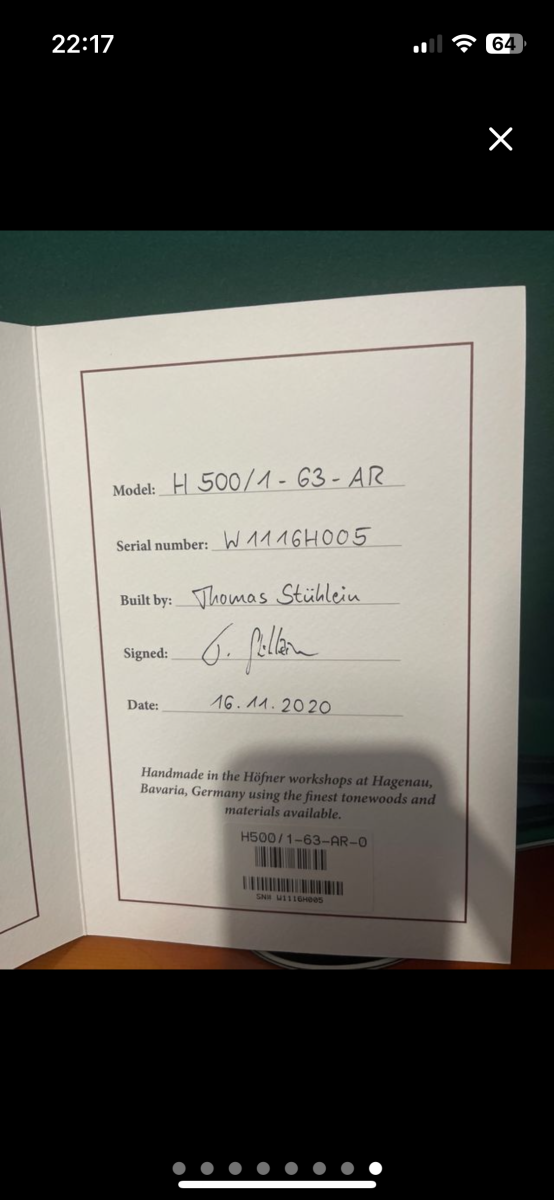 22:17
64
Model: H 500/1 - 63 - AR
Serial number: W1116H005
Built by: Thomas Stühlein
Signed:
Date: 16.11.2020
Handmade in the Höfner workshops at Hagenau,
Bavaria, Germany using the finest tonewoods and
materials available.
H500/1-63-AR-0
SN# W1116H005